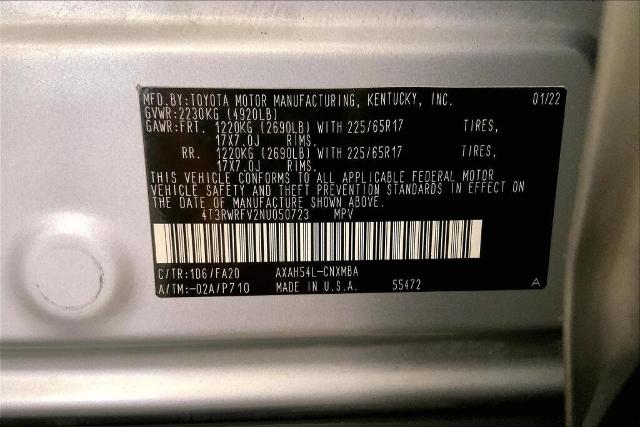 MFD.BY:TOYOTA MOTOR MANUFACTURING, KENTUCKY, INC. 01/22
GVWR:2230KG (4920LB)
GAWR:FRT. 1220KG (2690LB) WITH 225/65R17 TIRES,
17X7.0J RIMS.
RR. 1220KG (2690LB) WITH 225/65R17 TIRES,
17X7.0J RIMS.
THIS VEHICLE CONFORMS TO ALL APPLICABLE FEDERAL MOTOR
VEHICLE SAFETY AND THEFT PREVENTION STANDARDS IN EFFECT ON
THE DATE OF MANUFACTURE SHOWN ABOVE.
4T3RWRFV2NU050723 MPV
C/TR:1D6/FA20 AXAH54L-CNXMBA
A/TM:-02A/P710 MADE IN U.S.A. 55472 A